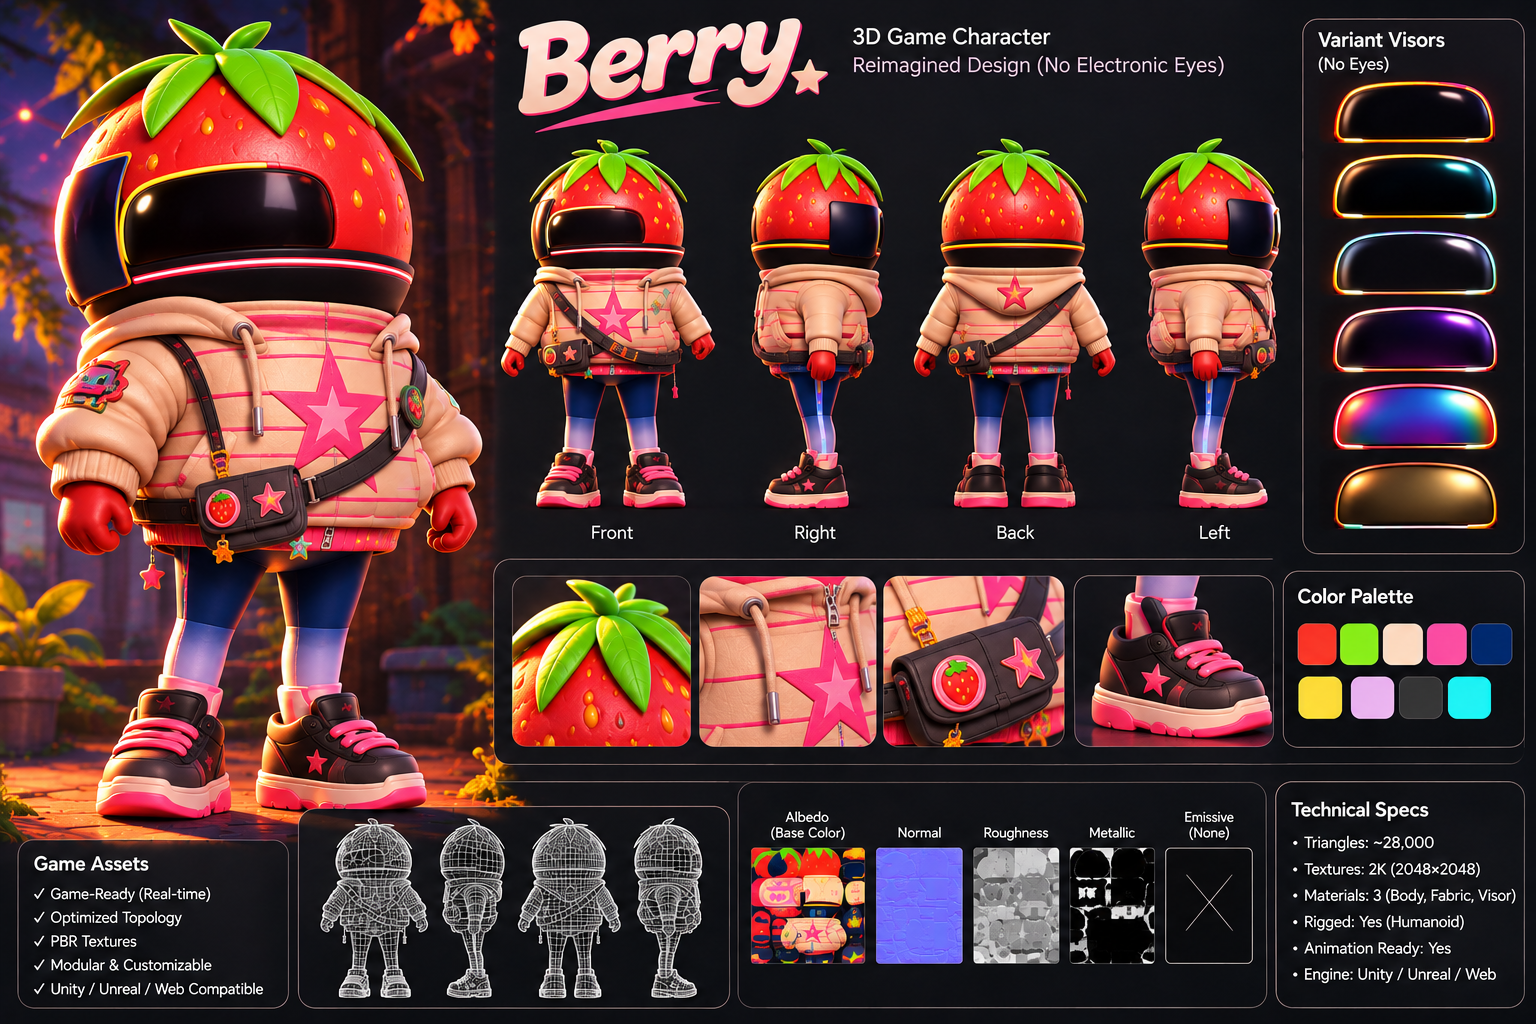 Berry
3D Game Character
Reimagined Design (No Electronic Eyes)
Variant Visors
(No Eyes)
Front
Right
Back
Left
Color Palette
Game Assets
✓ Game-Ready (Real-time)
✓ Optimized Topology
✓ PBR Textures
✓ Modular & Customizable
✓ Unity / Unreal / Web Compatible
Albedo
(Base Color)
Normal
Roughness
Metallic
Emissive
(None)
Technical Specs
• Triangles: ~28,000
• Textures: 2K (2048×2048)
• Materials: 3 (Body, Fabric, Visor)
• Rigged: Yes (Humanoid)
• Animation Ready: Yes
• Engine: Unity / Unreal / Web